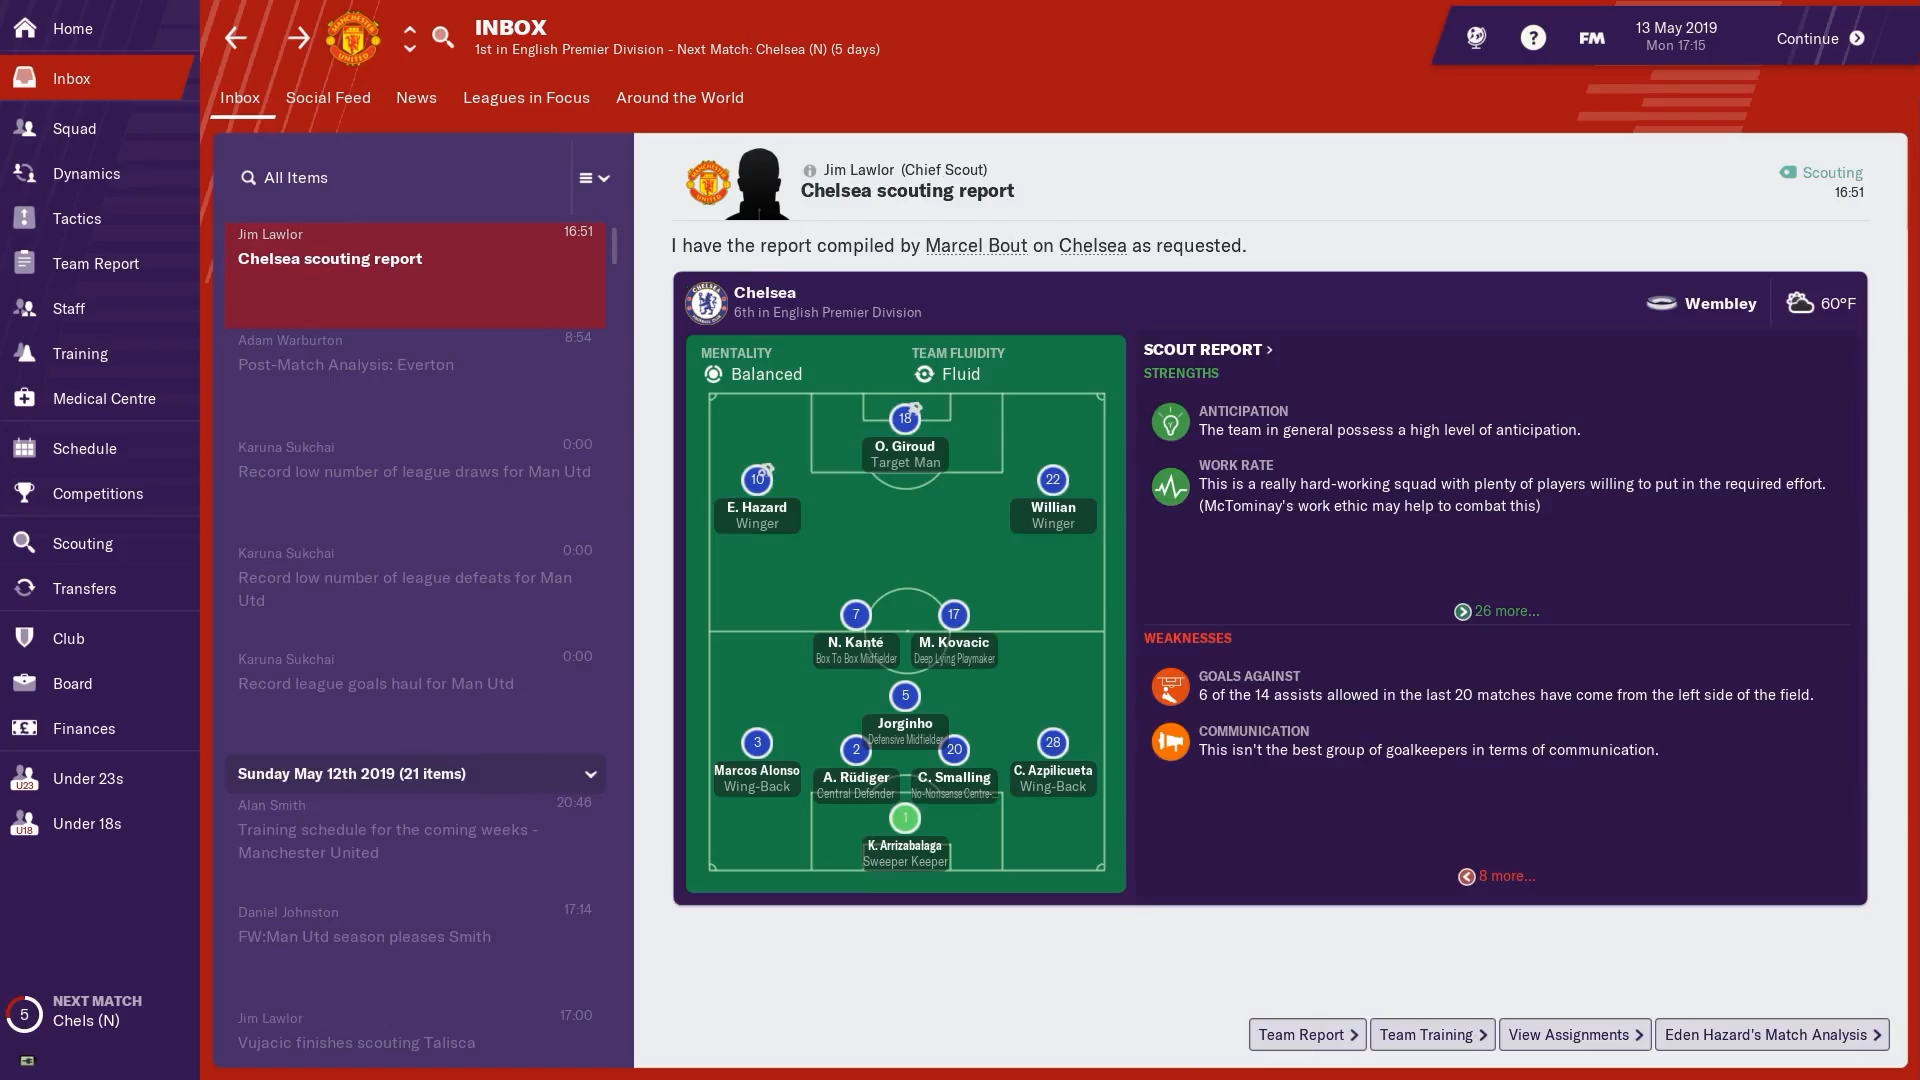 Home
Inbox
Squad
Dynamics
Tactics
Team Report
Staff
Training
Medical Centre
Schedule
Competitions
Scouting
Transfers
Club
Board
Finances
U23
Under 23s
U18
Under 18s
5
NEXT MATCH
Chels (N)
INBOX
1st in English Premier Division - Next Match: Chelsea (N) (5 days)
?
FM
13 May 2019
Mon 17:15
Continue
Inbox
Social Feed
News
Leagues in Focus
Around the World
All Items
Jim Lawlor
16:51
Chelsea scouting report
Adam Warburton
8:54
Post-Match Analysis: Everton
Karuna Sukchai
0:00
Record low number of league draws for Man Utd
Karuna Sukchai
0:00
Record low number of league defeats for Man
Utd
Karuna Sukchai
0:00
Record league goals haul for Man Utd
Sunday May 12th 2019 (21 items)
Alan Smith
20:46
Training schedule for the coming weeks -
Manchester United
Daniel Johnston
17:14
FW:Man Utd season pleases Smith
Jim Lawlor
17:00
Vujacic finishes scouting Talisca
Jim Lawlor (Chief Scout)
Chelsea scouting report
Scouting
16:51
I have the report compiled by Marcel Bout on Chelsea as requested.
Chelsea
6th in English Premier Division
Wembley
60°F
MENTALITY
Balanced
TEAM FLUIDITY
Fluid
18
O. Giroud
Target Man
10
E. Hazard
Winger
22
Willian
Winger
7
N. Kanté
Box To Box Midfielder
17
M. Kovacic
Deep Lying Playmaker
5
Jorginho
Defensive Midfielder
3
Marcos Alonso
Wing-Back
2
A. Rüdiger
Central Defender
20
C. Smalling
No-Nonsense Centre-...
28
C. Azpilicueta
Wing-Back
1
K. Arrizabalaga
Sweeper Keeper
SCOUT REPORT >
STRENGTHS
ANTICIPATION
The team in general possess a high level of anticipation.
WORK RATE
This is a really hard-working squad with plenty of players willing to put in the required effort.
(McTominay's work ethic may help to combat this)
26 more...
WEAKNESSES
GOALS AGAINST
6 of the 14 assists allowed in the last 20 matches have come from the left side of the field.
COMMUNICATION
This isn't the best group of goalkeepers in terms of communication.
8 more...
Team Report
Team Training
View Assignments
Eden Hazard's Match Analysis